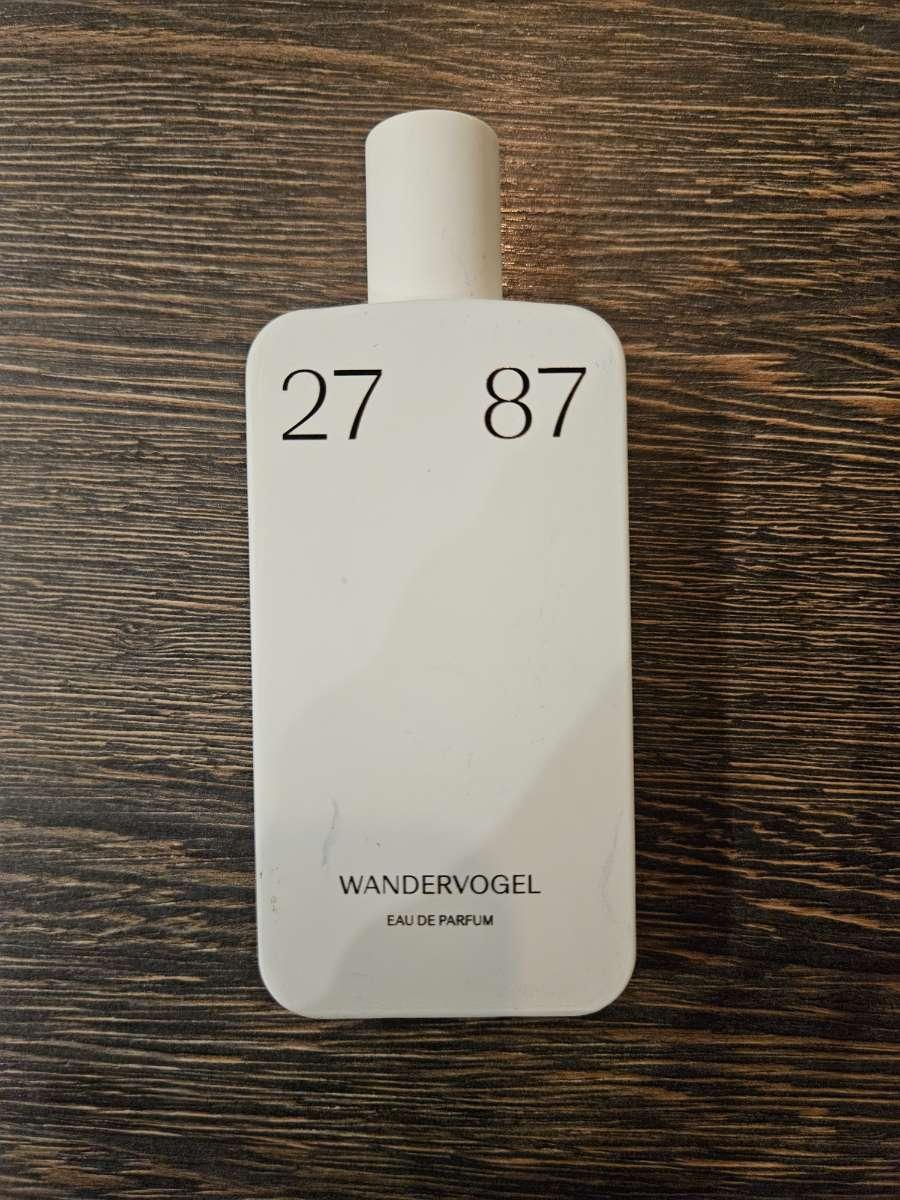 27 87
WANDERVOGEL
EAU DE PARFUM